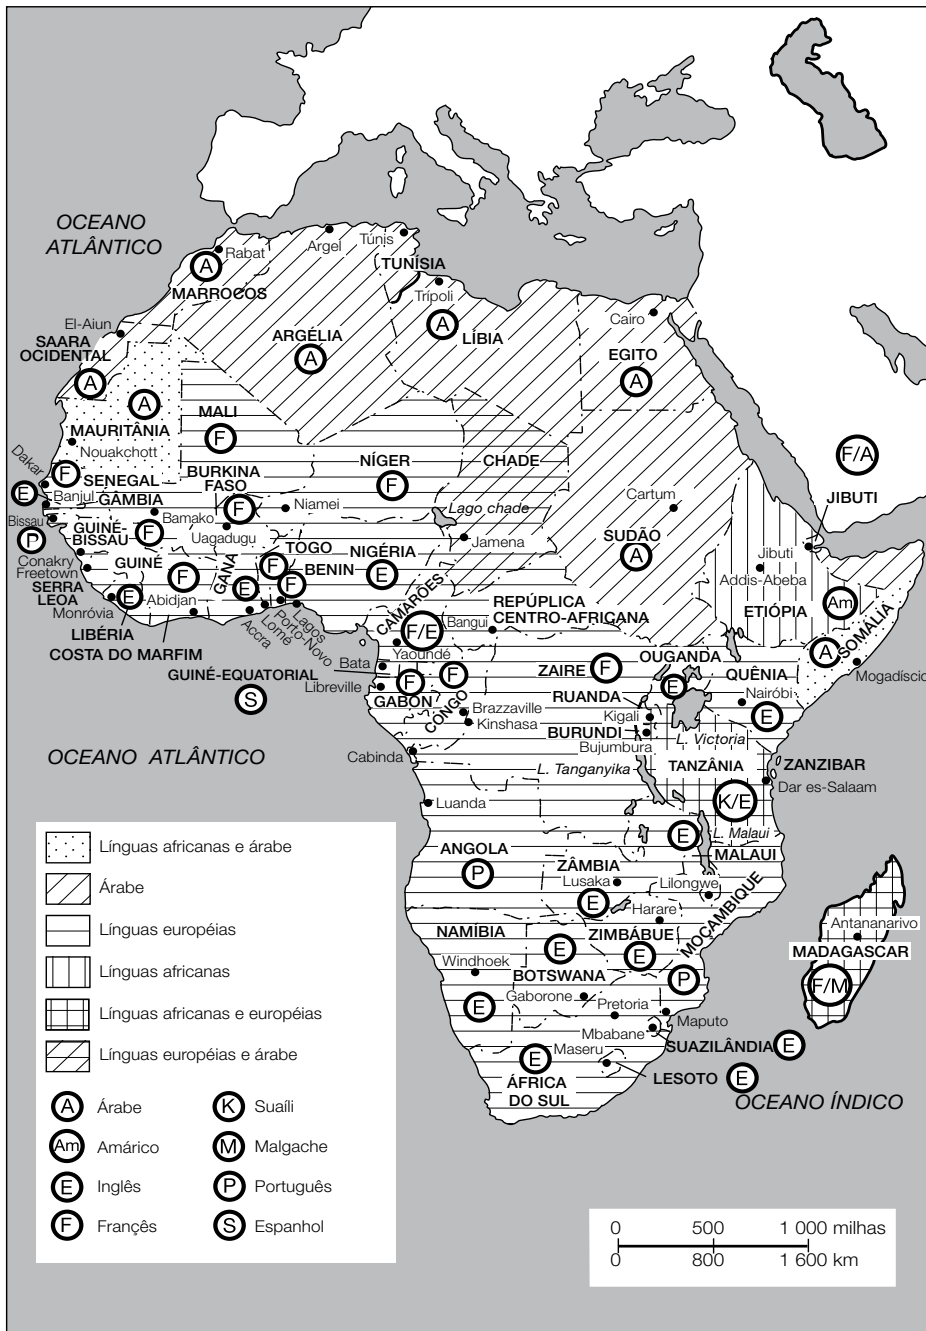 OCEANO
ATLÂNTICO
Rabat
A
MARROCOS
Argel
Túnis
TUNÍSIA
Trípoli
A
LÍBIA
ARGÉLIA
A
Cairo
EGITO
A
El-Aiun
SAARA
OCIDENTAL
A
A
MAURITÂNIA
Nouakchott
MALI
F
NÍGER
F
CHADE
F/A
JIBUTI
Dakar
F
SENEGAL
E
Banjul
GÂMBIA
BURKINA
FASO
F
Niamei
Lago chade
Cartum
SUDÃO
A
Bissau
P
GUINÉ-
BISSAU
F
Bamako
Uagadugu
Jamena
Jibuti
Addis-Abeba
ETIÓPIA
Am
Conakry
Freetown
GUINÉ
F
GANA
E
TOGO
F
BENIN
F
NIGÉRIA
E
SERRA
LEOA
E
Monróvia
Abidjan
LIBÉRIA
COSTA DO MARFIM
Accra
Lomé
Porto-Novo
Lagos
CAMARÕES
F/E
Yaoundé
Bangui
REPÚPLICA
CENTRO-AFRICANA
SOMÁLIA
A
Mogadíscio
GUINÉ-EQUATORIAL
S
Bata
Libreville
F
GABÓN
F
CONGO
Brazzaville
Kinshasa
ZAIRE
F
OUGANDA
E
QUÊNIA
Nairóbi
E
RUANDA
Kigali
BURUNDI
Bujumbura
L. Victoria
OCEANO ATLÂNTICO
Cabinda
L. Tanganyika
TANZÂNIA
K/E
ZANZIBAR
Dar es-Salaam
Luanda
ANGOLA
P
E
L. Malaui
MALAUI
ZÂMBIA
Lusaka
E
Lilongwe
Harare
MOÇAMBIQUE
P
NAMÍBIA
Windhoek
E
E
BOTSWANA
Gaborone
ZIMBÁBUE
E
Antananarivo
MADAGASCAR
F/M
Pretoria
Maputo
Mbabane
SUAZILÂNDIA
E
Maseru
LESOTO
E
E
ÁFRICA
DO SUL
OCEANO ÍNDICO
Línguas africanas e árabe
Árabe
Línguas européias
Línguas africanas
Línguas africanas e européias
Línguas européias e árabe
A Árabe
Am Amárico
E Inglês
F Françês
K Suaíli
M Malgache
P Português
S Espanhol
0 500 1 000 milhas
0 800 1 600 km